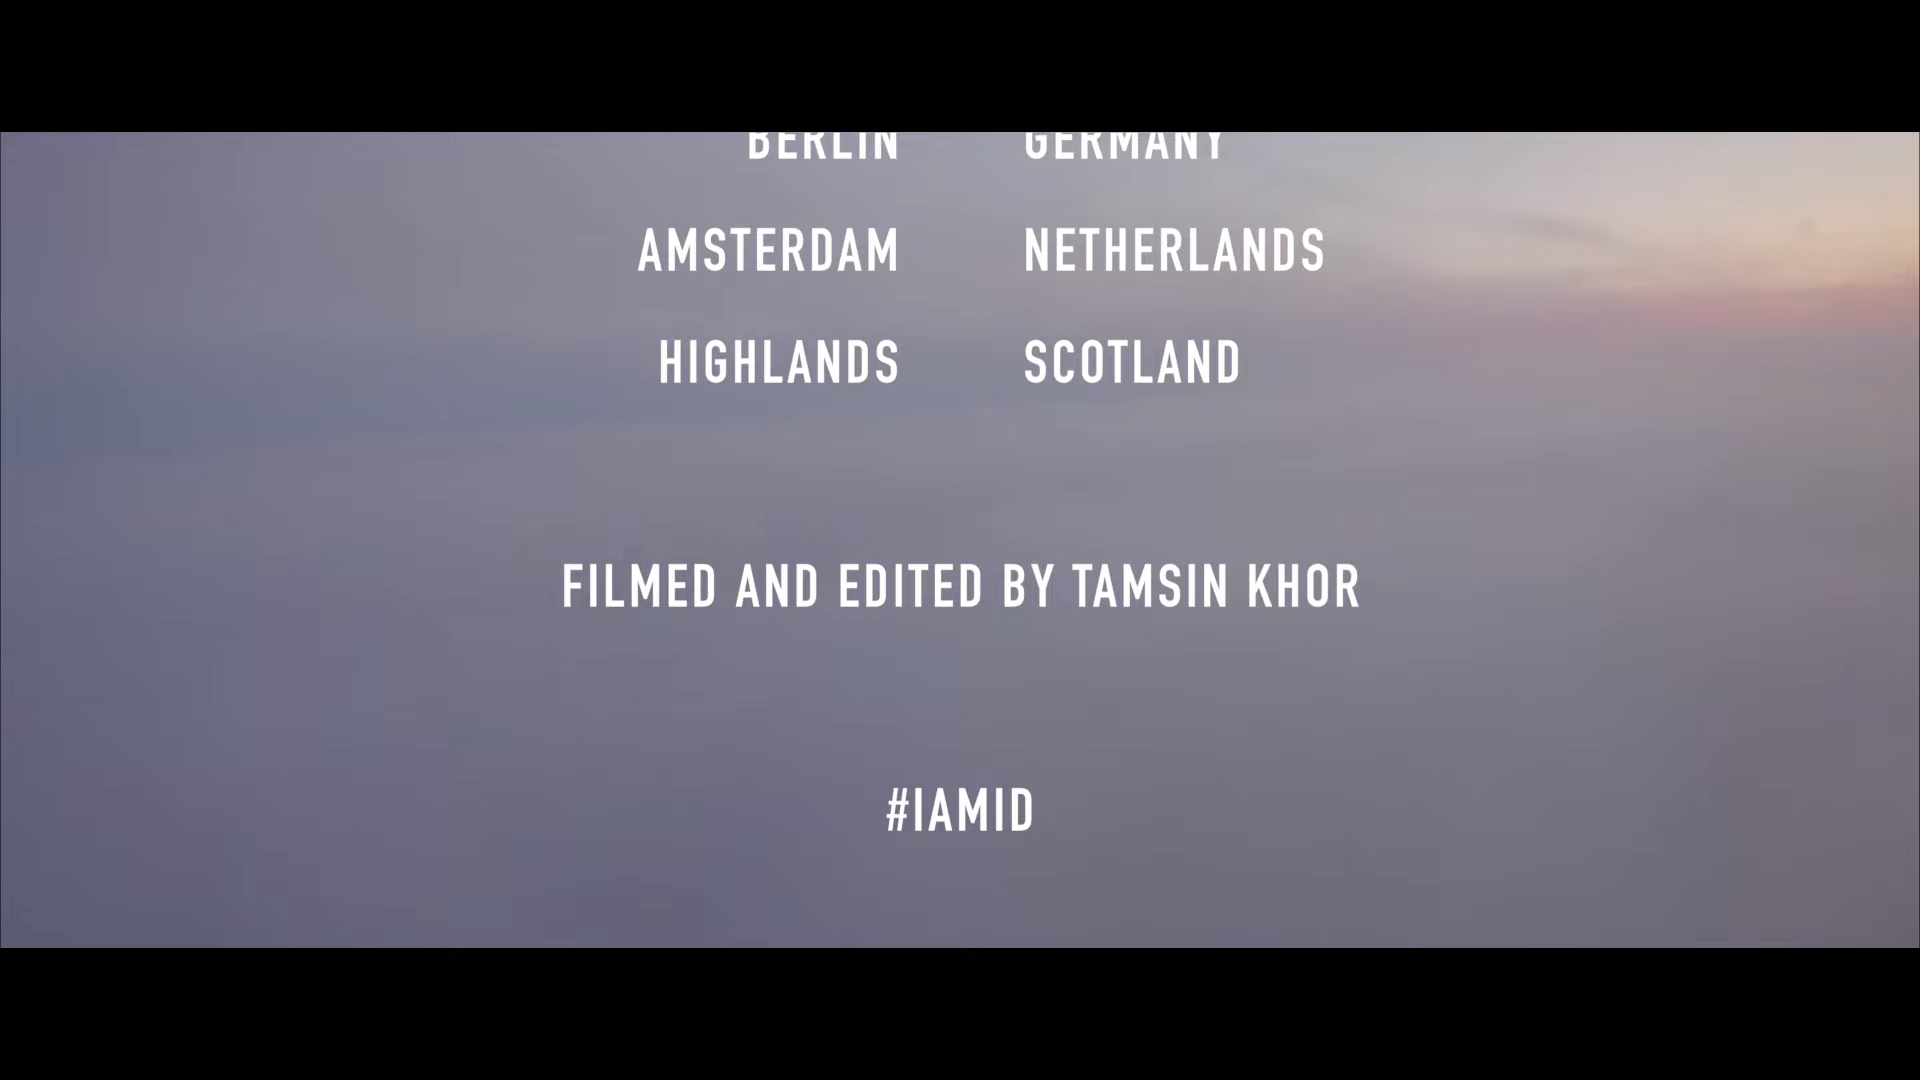 BERLIN GERMANY
AMSTERDAM NETHERLANDS
HIGHLANDS SCOTLAND
FILMED AND EDITED BY TAMSIN KHOR
#IAMID